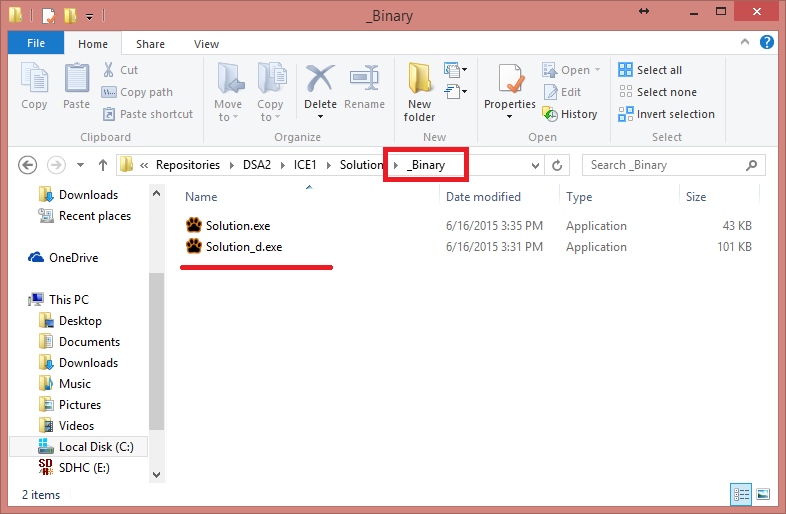 _Binary
File Home Share View
Copy Paste Cut Copy path Paste shortcut Clipboard
Move to Copy to Delete Rename Organize
New folder New
Properties Open Edit History Open
Select all Select none Invert selection Select
« Repositories DSA2 ICE1 Solution _Binary Search _Binary
Downloads
Recent places
OneDrive
This PC
Desktop
Documents
Downloads
Music
Pictures
Videos
Local Disk (C:)
SD
SDHC (E:)
Name Date modified Type Size
Solution.exe 6/16/2015 3:35 PM Application 43 KB
Solution_d.exe 6/16/2015 3:31 PM Application 101 KB
2 items